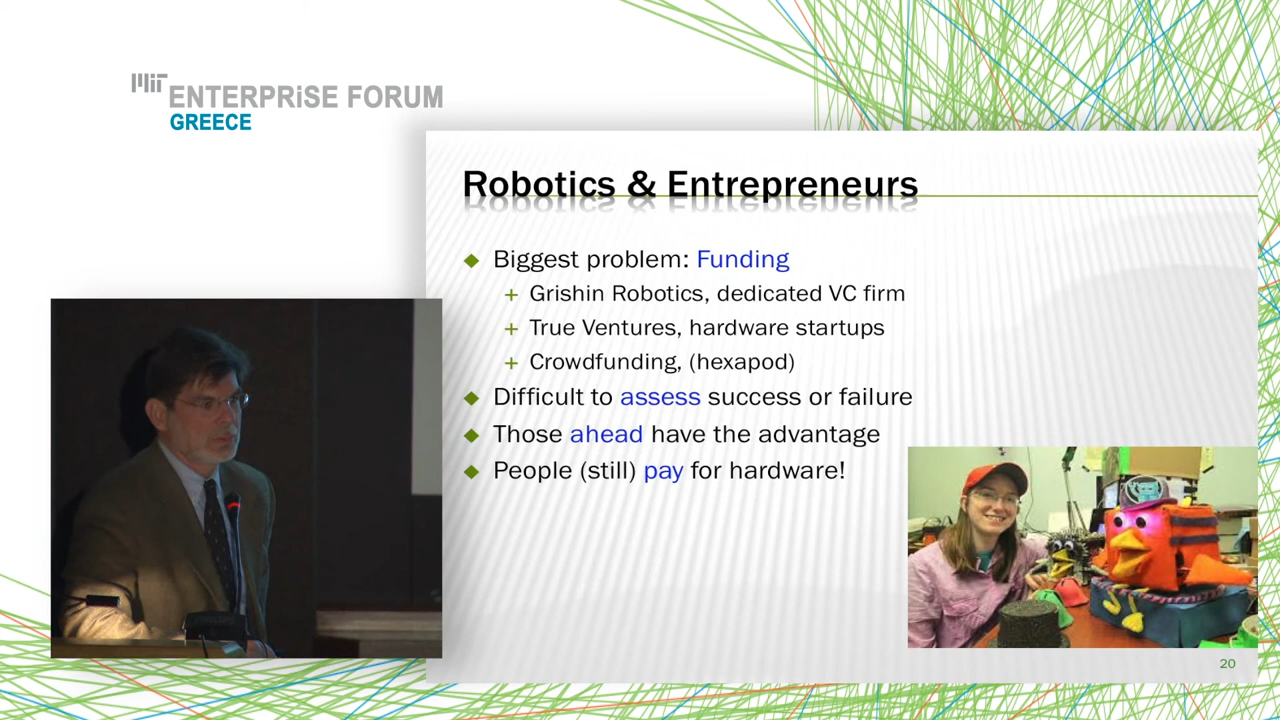 MIT
ENTERPRiSE FORUM
GREECE
Robotics & Entrepreneurs
Biggest problem: Funding
+ Grishin Robotics, dedicated VC firm
+ True Ventures, hardware startups
+ Crowdfunding, (hexapod)
Difficult to assess success or failure
Those ahead have the advantage
People (still) pay for hardware!
20